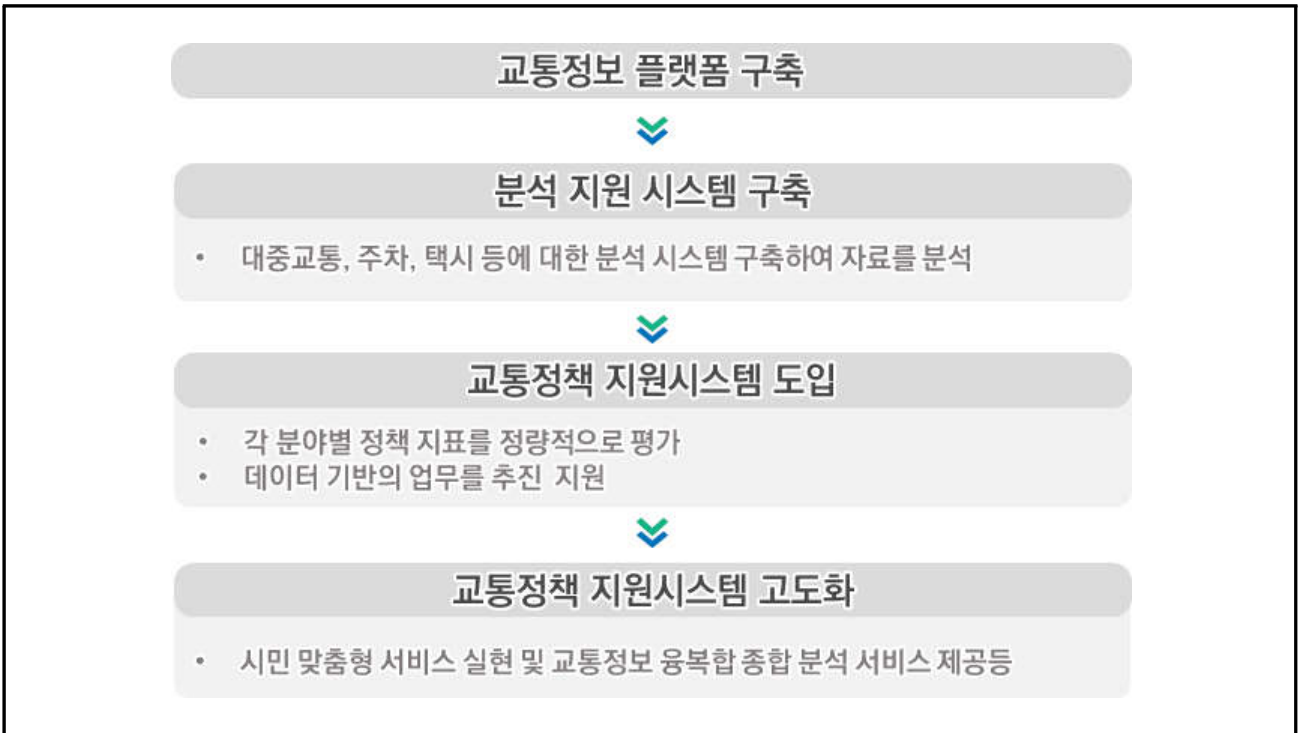 교통정보 플랫폼 구축
분석 지원 시스템 구축
• 대중교통, 주차, 택시 등에 대한 분석 시스템 구축하여 자료를 분석
교통정책 지원시스템 도입
• 각 분야별 정책 지표를 정량적으로 평가
• 데이터 기반의 업무를 추진 지원
교통정책 지원시스템 고도화
• 시민 맞춤형 서비스 실현 및 교통정보 융복합 종합 분석 서비스 제공등